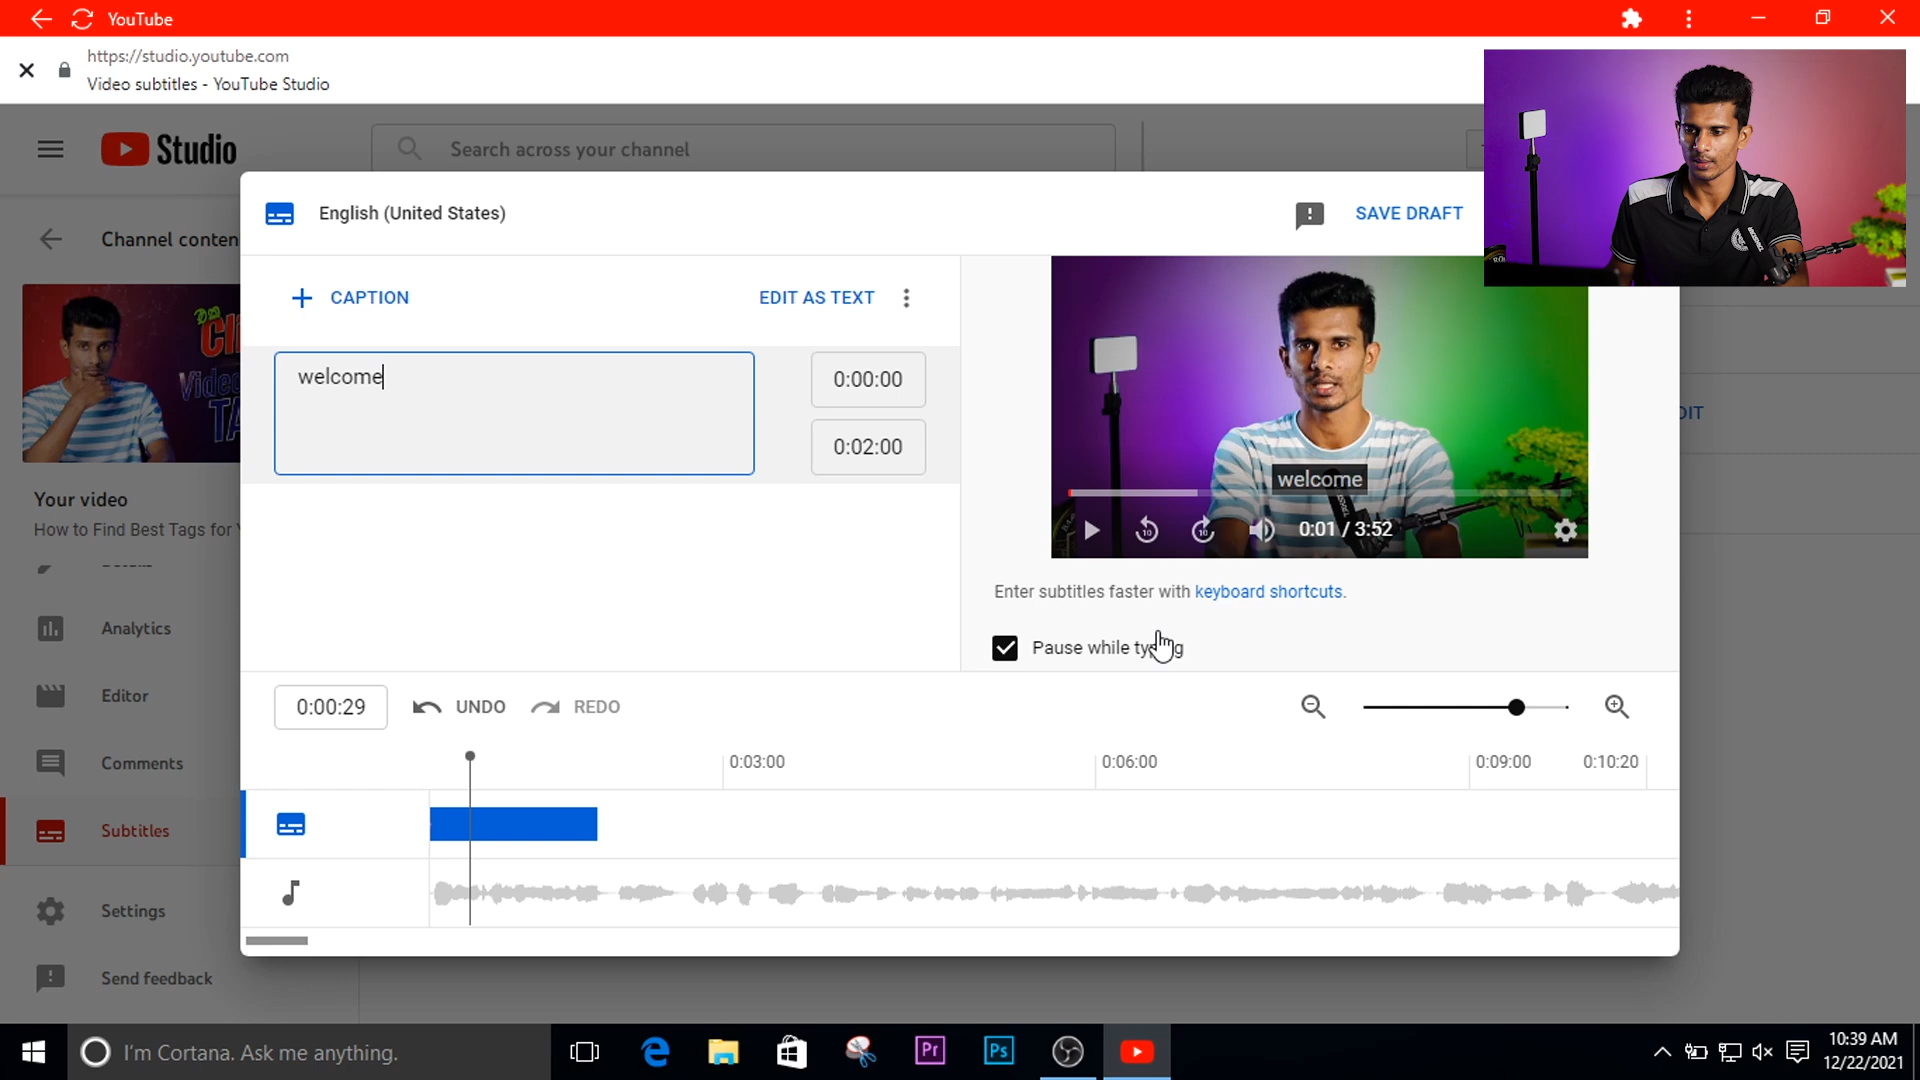 YouTube
https://studio.youtube.com
Video subtitles - YouTube Studio
Studio
Search across your channel
English (United States)
SAVE DRAFT
Channel conten
CAPTION
EDIT AS TEXT
welcome
0:00:00
0:02:00
welcome
10
10
0:01 / 3:52
Your video
How to Find Best Tags for
Enter subtitles faster with keyboard shortcuts.
Pause while typing
Analytics
Editor
Comments
Subtitles
Settings
Send feedback
0:00:29
UNDO
REDO
0:03:00
0:06:00
0:09:00
0:10:20
I'm Cortana. Ask me anything.
Pr
Ps
10:39 AM
12/22/2021